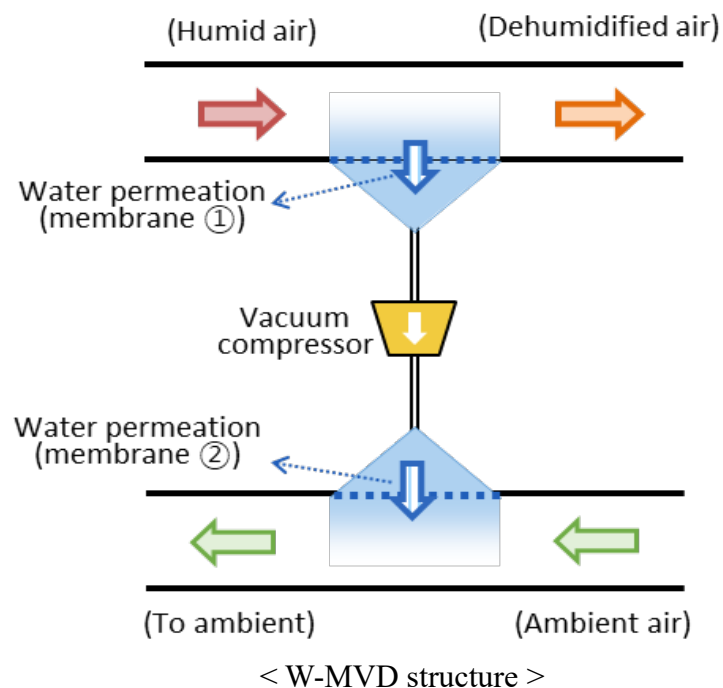 (Humid air)
(Dehumidified air)
Water permeation
(membrane ①)
Vacuum
compressor
Water permeation
(membrane ②)
(To ambient)
(Ambient air)
< W-MVD structure >